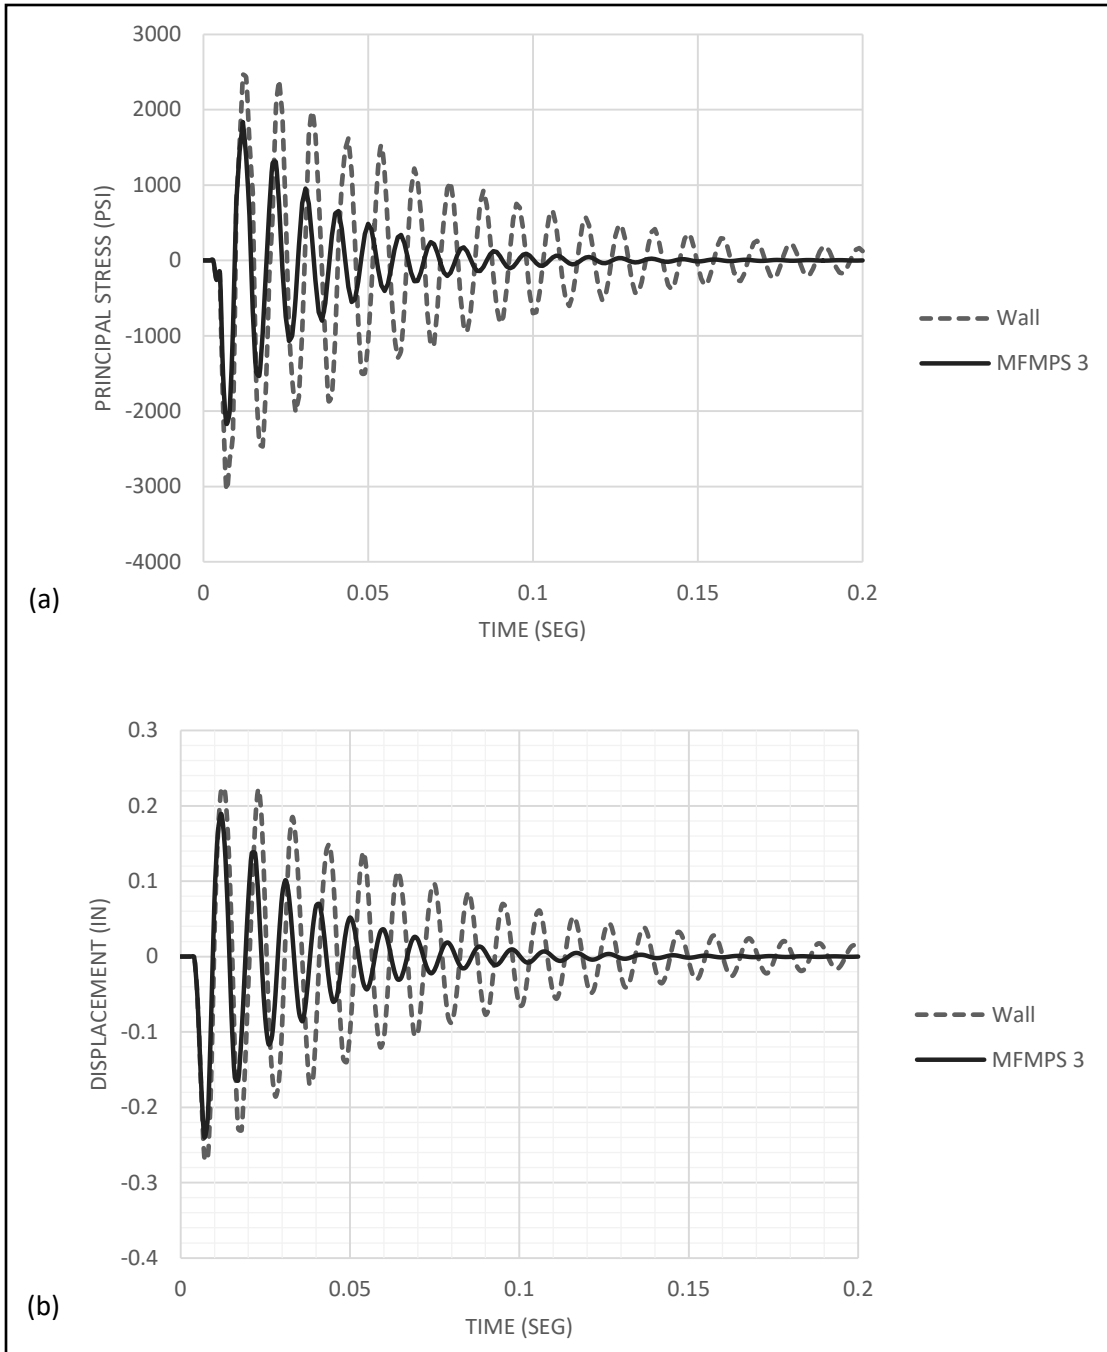 3000
2000
1000
0
-1000
-2000
-3000
-4000
PRINCIPAL STRESS (PSI)
0 0.05 0.1 0.15 0.2
TIME (SEG)
Wall
MFMPS 3
(a)
0.3
0.2
0.1
0
-0.1
-0.2
-0.3
-0.4
DISPLACEMENT (IN)
0 0.05 0.1 0.15 0.2
TIME (SEG)
Wall
MFMPS 3
(b)